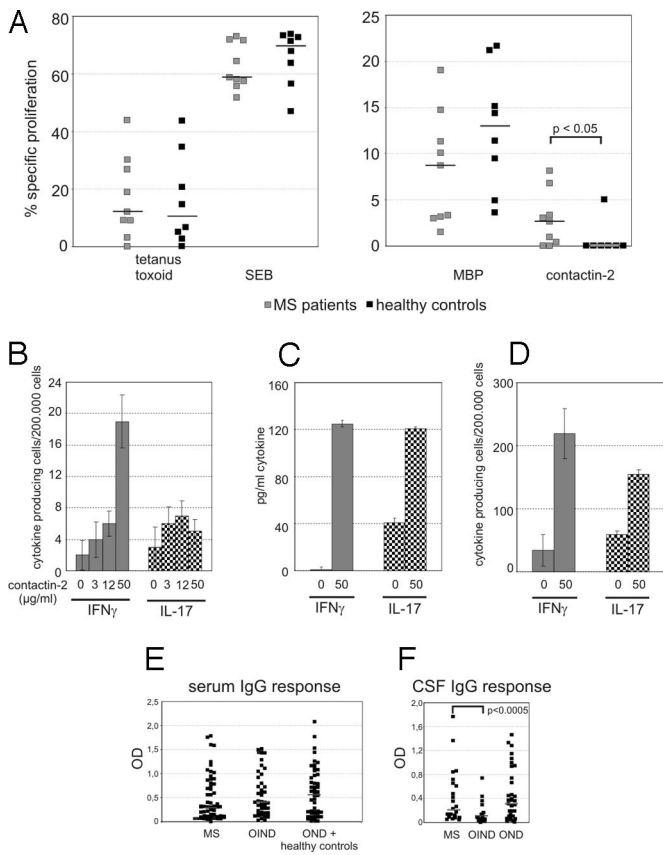 A
% specific proliferation
80
60
40
20
0
tetanus
toxoid
SEB
25
20
15
10
5
0
p < 0.05
MBP
contactin-2
MS patients
healthy controls
B
cytokine producing cells/200.000 cells
24
20
16
12
8
4
0
contactin-2
(µg/ml)
0 3 12 50
0 3 12 50
IFNγ
IL-17
C
pg/ml cytokine
160
120
80
40
0
0 50
0 50
IFNγ
IL-17
D
cytokine producing cells/200.000 cells
300
200
100
0
0 50
0 50
IFNγ
IL-17
E
serum IgG response
OD
2,5
2,0
1,5
1,0
0,5
0
MS
OIND
OND +
healthy controls
F
CSF IgG response
OD
2,0
1,6
1,2
0,8
0,4
0
p<0.0005
MS
OIND
OND